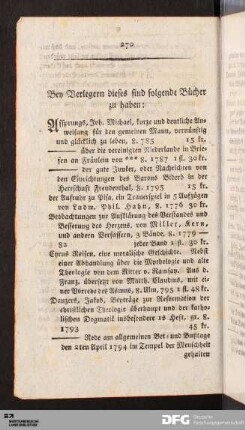 270
Bey Verlegern dieses sind folgende Bücher
zu haben:
Affsprungs, Joh. Michael, kurze und deutliche An-
weisung für den gemeinen Mann, vernünftig
und glücklich zu leben, 8. 785 15 kr.
—— über die vereinigten Niederlande in Brie-
fen an Fräulein von *** 8. 1787 1 fl. 30 kr.
—— der gute Jonker, oder Nachrichten von
den Einrichtungen des Barons Biderb in der
Herrschaft Freudenthal, 8. 1793 15 kr.
der Aufruhr zu Pisa, ein Trauerspiel in 5 Aufzügen
von Ludw. Phil. Hahn, 8. 1776 30 kr.
Beobachtungen zur Aufklärung des Verstandes und
Besserung des Herzens, von Miller, Kern,
und andern Verfassern, 3 Bände, 8. 1779 —
82 jeder Band 1 fl. 30 kr.
Cyrus Reisen, eine moralische Geschichte. Nebst
einer Abhandlung über die Mythologie und alte
Theologie von dem Ritter v. Ramsay. Aus d.
Franz. übersetzt von Matth. Claudius, mit ei-
ner Vorrede des Asmus, 8. Ulm, 795 1 fl. 48 kr.
Danzers, Jakob, Beyträge zur Reformation der
christlichen Theologie überhaupt und der katho-
lischen Dogmatik insbesondere 1s Heft, gr. 8.
1793 45 kr.
—— Rede am allgemeinen Bet- und Bußtage
den 2ten April 1794 im Tempel der Menschheit
gehalten
DFG
Deutsche
Forschungsgemeinschaft